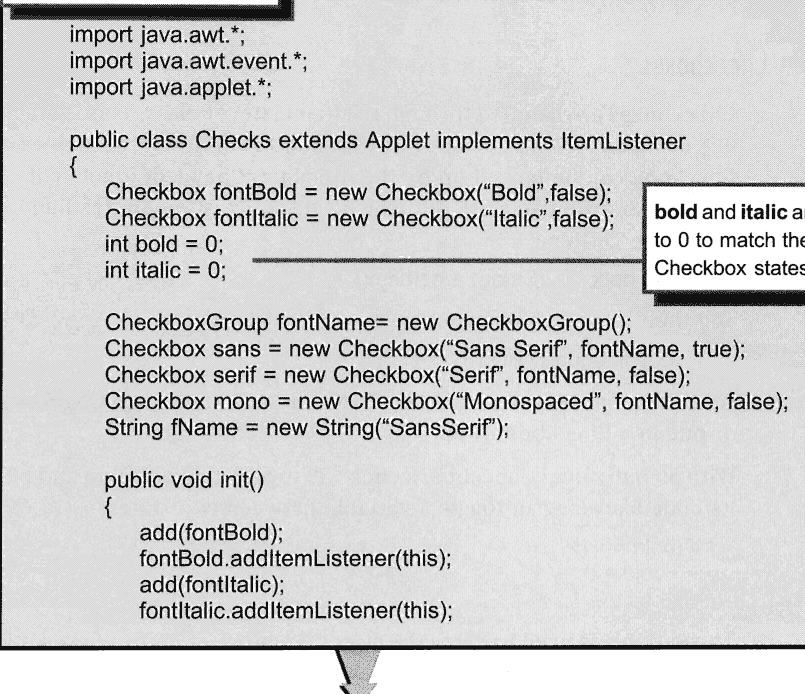 import java.awt.*;
import java.awt.event.*;
import java.applet.*;
public class Checks extends Applet implements ItemListener
{
Checkbox fontBold = new Checkbox(“Bold”,false);
Checkbox fontItalic = new Checkbox(“Italic”,false);
int bold = 0;
int italic = 0;
bold and italic
to 0 to match the
Checkbox states
CheckboxGroup fontName= new CheckboxGroup();
Checkbox sans = new Checkbox(“Sans Serif”, fontName, true);
Checkbox serif = new Checkbox(“Serif”, fontName, false);
Checkbox mono = new Checkbox(“Monospaced”, fontName, false);
String fName = new String(“SansSerif”);
public void init()
{
add(fontBold);
fontBold.addItemListener(this);
add(fontItalic);
fontItalic.addItemListener(this);